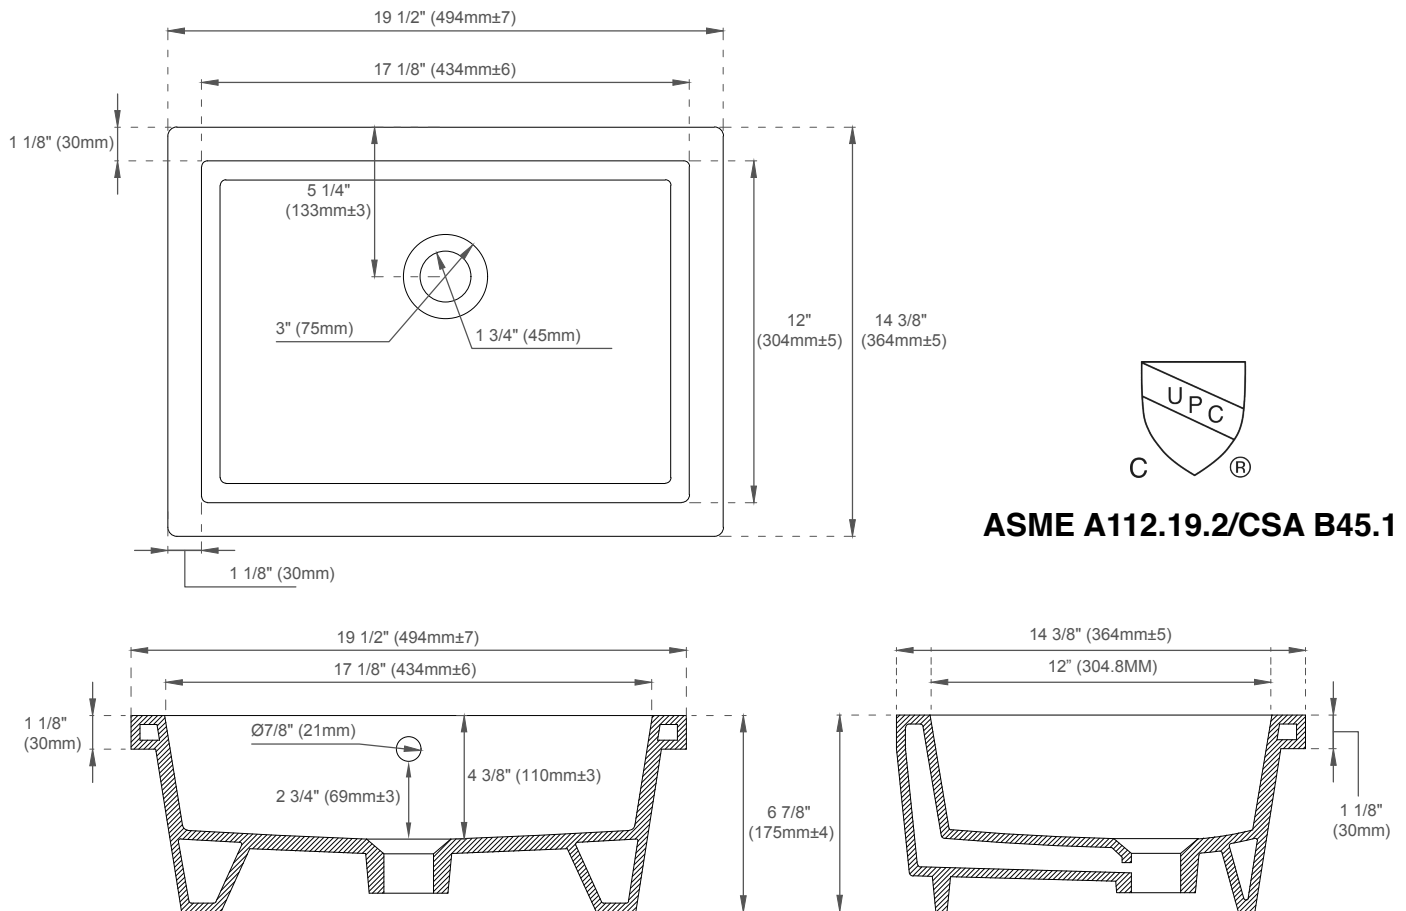 19 1/2" (494mm±7)
17 1/8" (434mm±6)
1 1/8" (30mm)
5 1/4"
(133mm±3)
3" (75mm)
1 3/4" (45mm)
12"
(304mm±5)
14 3/8"
(364mm±5)
1 1/8" (30mm)
U P C
C ®
ASME A112.19.2/CSA B45.1
19 1/2" (494mm±7)
17 1/8" (434mm±6)
1 1/8"
(30mm)
Ø7/8" (21mm)
4 3/8" (110mm±3)
2 3/4" (69mm±3)
6 7/8"
(175mm±4)
14 3/8" (364mm±5)
12” (304.8MM)
1 1/8"
(30mm)